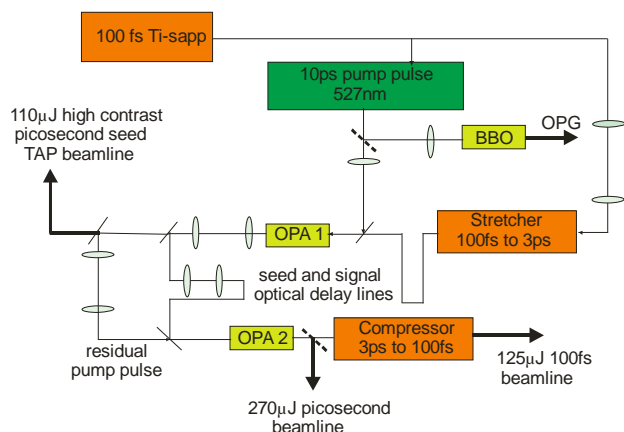 100 fs Ti-sapp
10ps pump pulse
527nm
110μJ high contrast
picosecond seed
TAP beamline
BBO
OPG
OPA 1
Stretcher
100fs to 3ps
seed and signal
optical delay lines
residual
pump pulse
OPA 2
Compressor
3ps to 100fs
125μJ 100fs
beamline
270μJ picosecond
beamline